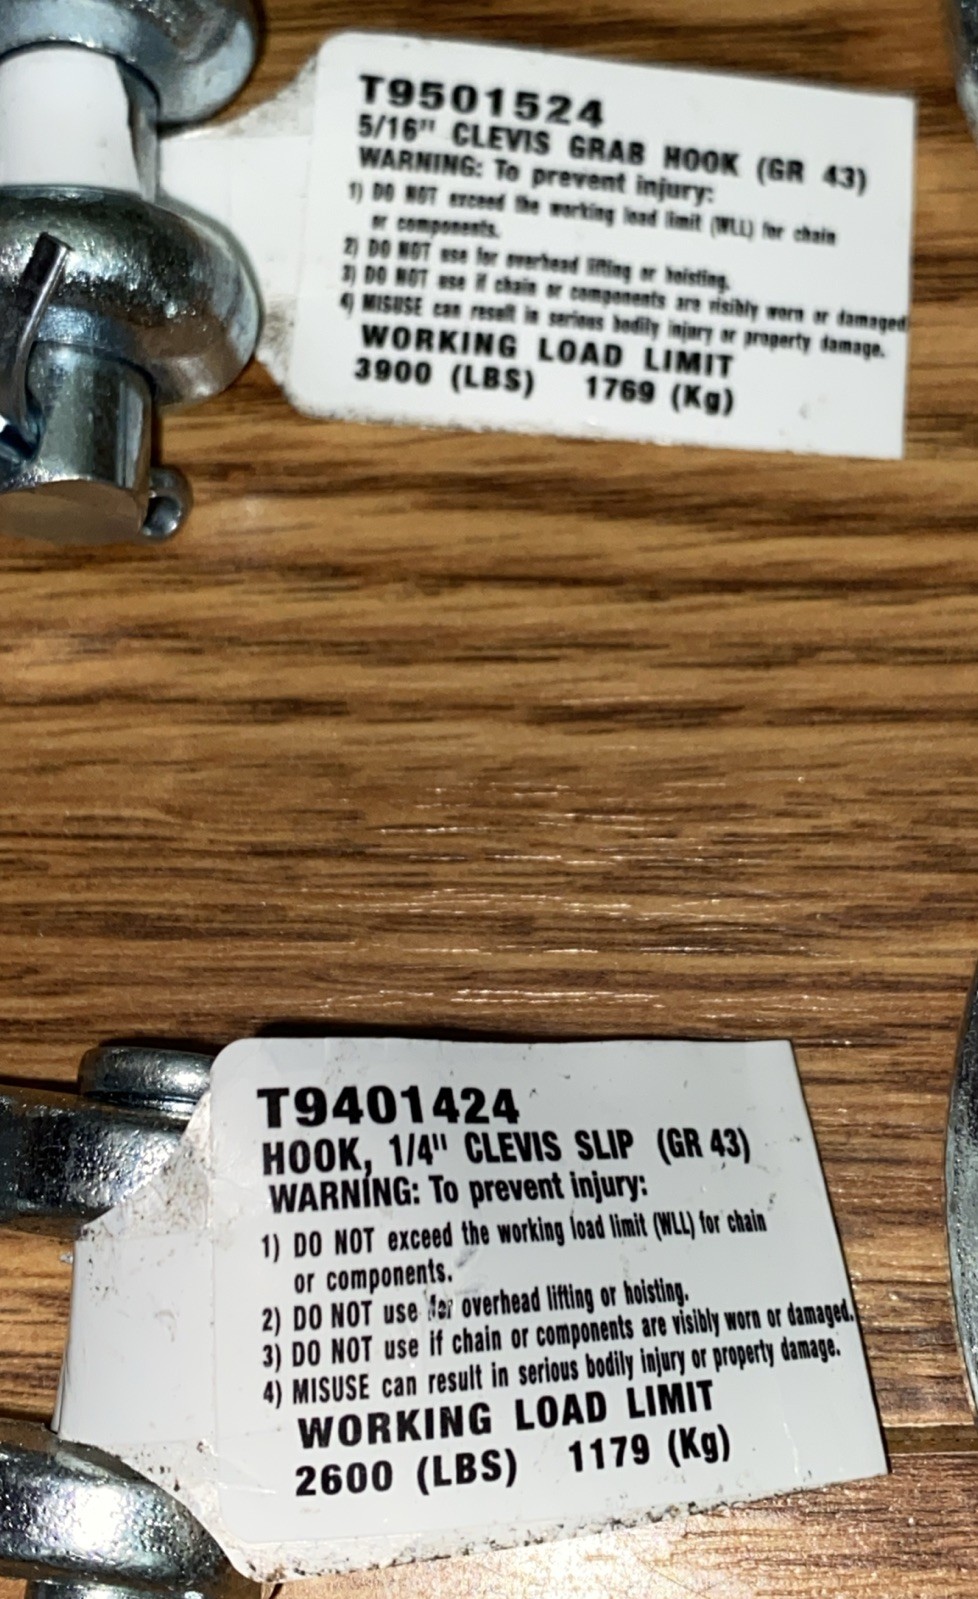 T9501524
5/16" CLEVIS GRAB HOOK (GR 43)
WARNING: To prevent injury:
1) DO NOT exceed the working load limit (WLL) for chain
or components.
2) DO NOT use for overhead lifting or hoisting.
3) DO NOT use if chain or components are visibly worn or damaged
4) MISUSE can result in serious bodily injury or property damage.
WORKING LOAD LIMIT
3900 (LBS) 1769 (Kg)
T9401424
HOOK, 1/4" CLEVIS SLIP (GR 43)
WARNING: To prevent injury:
1) DO NOT exceed the working load limit (WLL) for chain
or components.
2) DO NOT use for overhead lifting or hoisting.
3) DO NOT use if chain or components are visibly worn or damaged.
4) MISUSE can result in serious bodily injury or property damage.
WORKING LOAD LIMIT
2600 (LBS) 1179 (Kg)